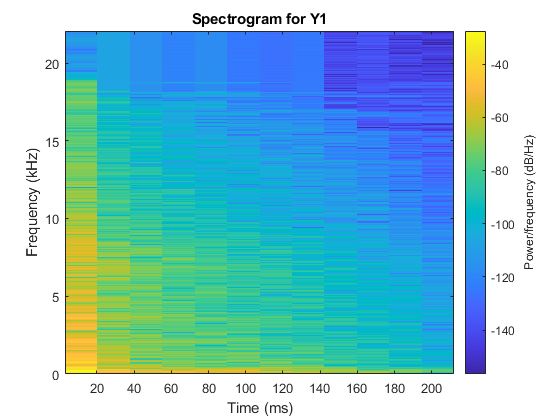 Spectrogram for Y1
20
15
10
5
0
Frequency (kHz)
20 40 60 80 100 120 140 160 180 200
Time (ms)
-40
-60
-80
-100
-120
-140
Power/frequency (dB/Hz)